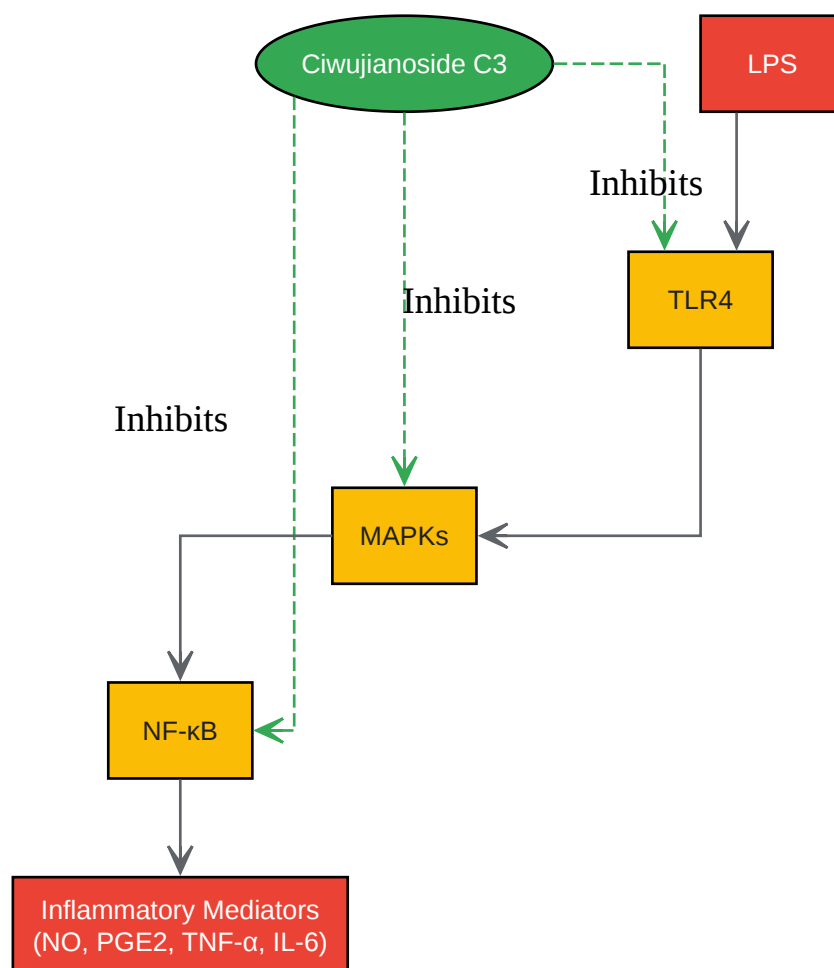 Ciwujianoside C3
LPS
Inhibits
TLR4
Inhibits
Inhibits
MAPKs
NF-κB
Inflammatory Mediators
(NO, PGE2, TNF-α, IL-6)